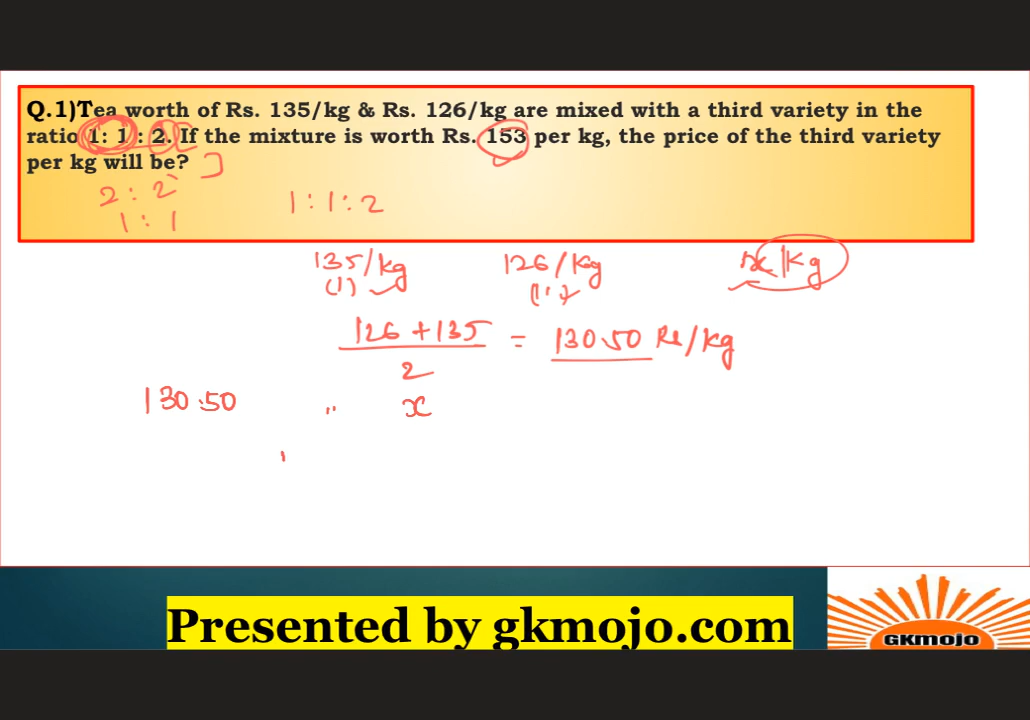 Q.1)Tea worth of Rs. 135/kg & Rs. 126/kg are mixed with a third variety in the
ratio 1: 1 : 2. If the mixture is worth Rs. 153 per kg, the price of the third variety
per kg will be?
2 : 2
1 : 1
1 : 1 : 2
135/kg 126/kg x/kg
(1) (1)
126 + 135 = 130.50 Rs/kg
2
130.50 x
Presented by gkmojo.com
GKmojo